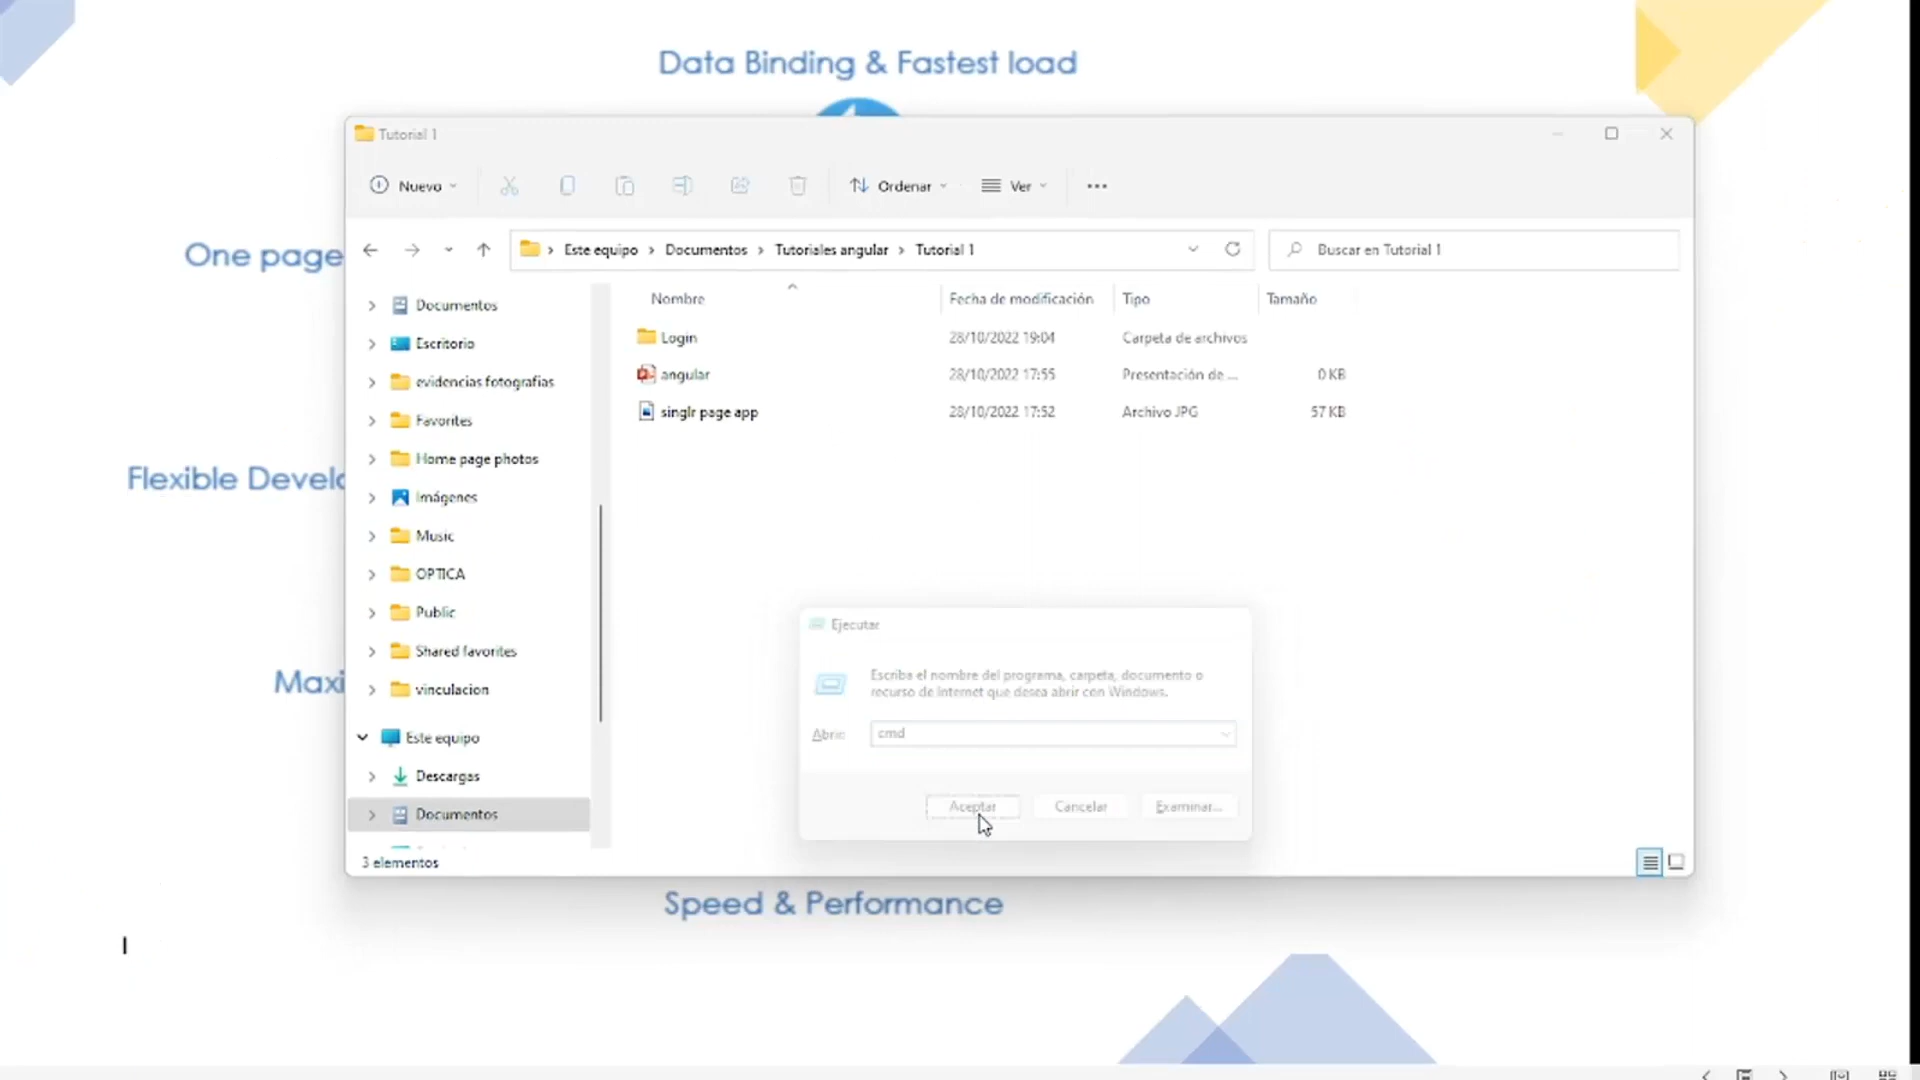 Data Binding & Fastest load
Tutorial 1
Nuevo
Ordenar
Ver
One page
Este equipo
Documentos
Tutoriales angular
Tutorial 1
Buscar en Tutorial 1
Nombre
Fecha de modificación
Tipo
Tamaño
Documentos
Escritorio
evidencias fotografias
Favorites
Home page photos
Imágenes
Music
OPTICA
Public
Shared favorites
vinculacion
Este equipo
Descargas
Documentos
Login
28/10/2022 19:04
Carpeta de archivos
angular
28/10/2022 17:55
Presentación de ...
0 KB
singlr page app
28/10/2022 17:52
Archivo JPG
57 KB
Flexible Develo
Maxi
Ejecutar
Escriba el nombre del programa, carpeta, documento o
recurso de Internet que desea abrir con Windows.
Abrir:
cmd
Aceptar
Cancelar
Examinar...
3 elementos
Speed & Performance